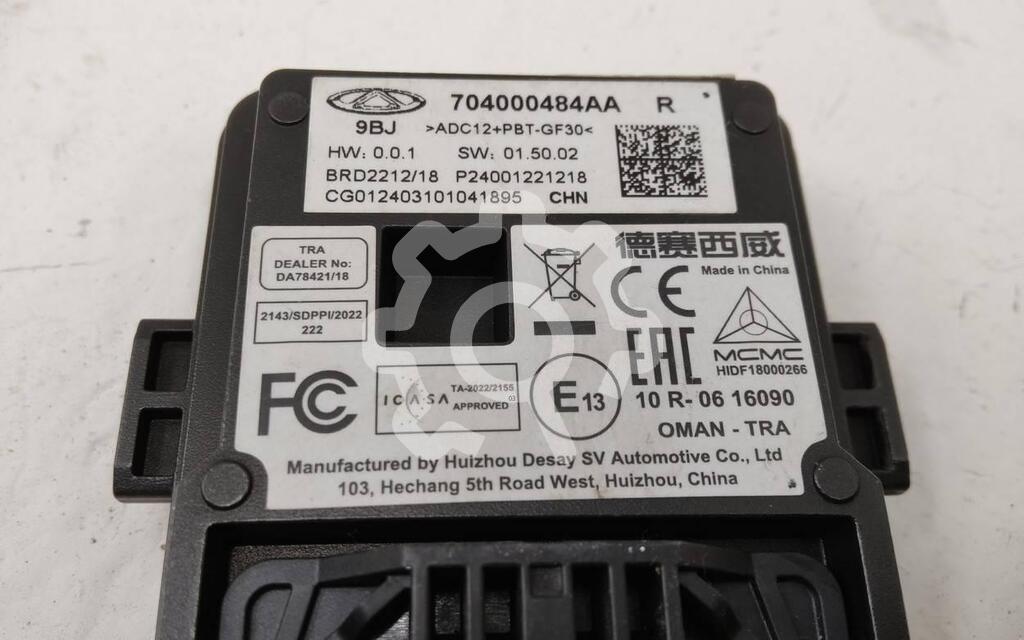 704000484AA R
9BJ >ADC12+PBT-GF30<
HW: 0.0.1 SW: 01.50.02
BRD2212/18 P24001221218
CG012403101041895 CHN
TRA
DEALER No:
DA78421/18
2143/SDPPI/2022
222
德赛西威
CE Made in China
FC
ICASA TA-2022/2155
APPROVED
03
E13
EAC
MCMC
HIDF18000266
10 R- 06 16090
OMAN - TRA
Manufactured by Huizhou Desay SV Automotive Co., Ltd
103, Hechang 5th Road West, Huizhou, China